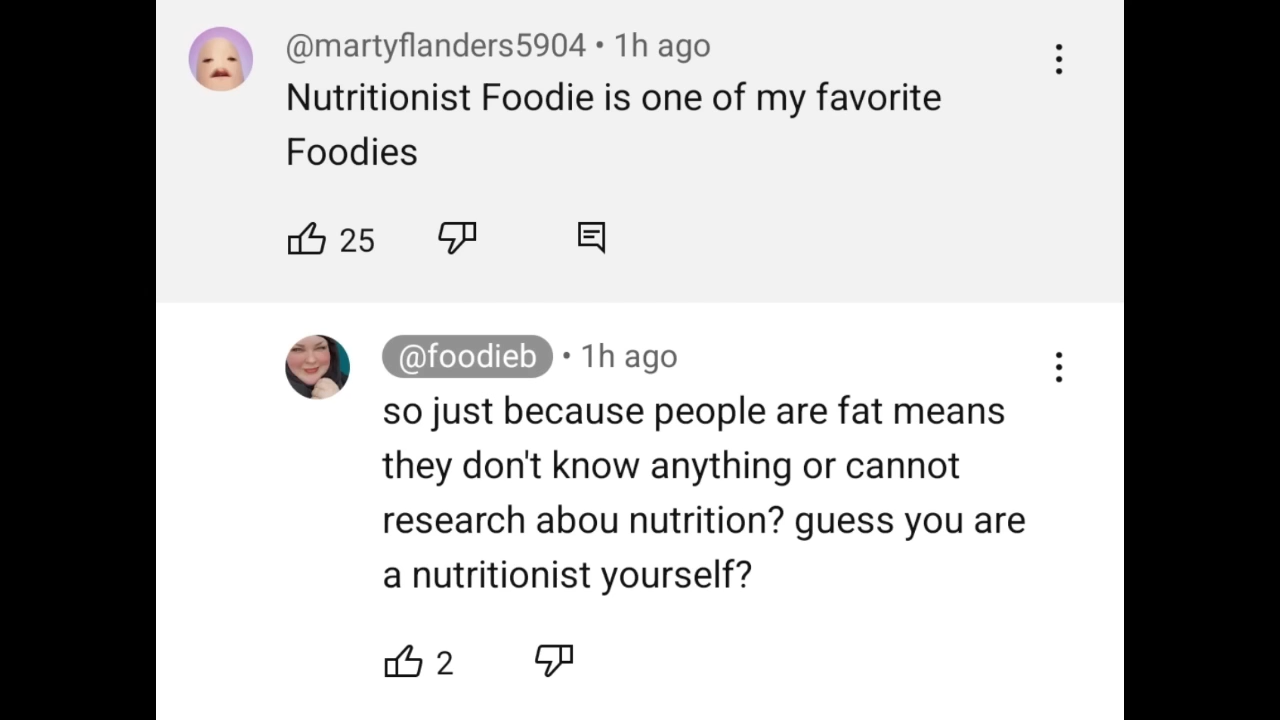 @martyflanders5904 • 1h ago
Nutritionist Foodie is one of my favorite
Foodies
25
@foodieb • 1h ago
so just because people are fat means
they don't know anything or cannot
research abou nutrition? guess you are
a nutritionist yourself?
2